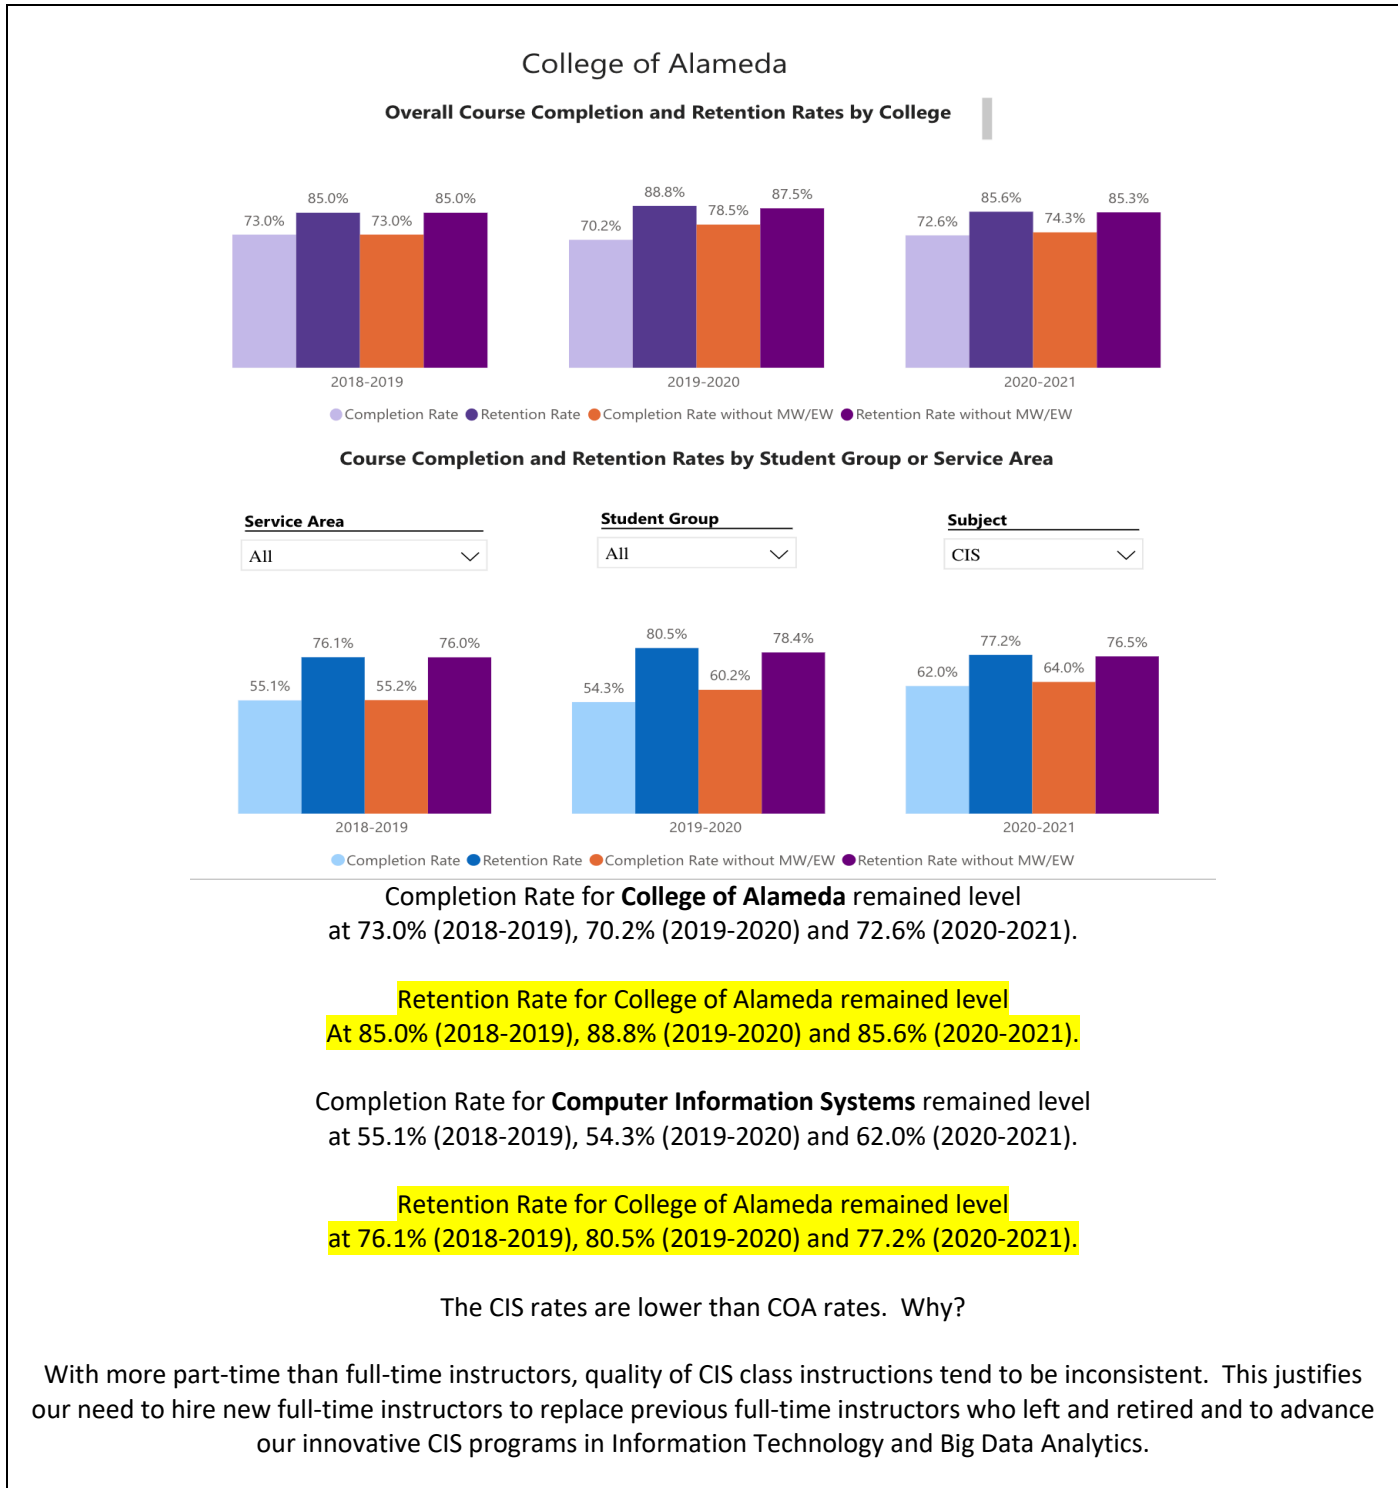 College of Alameda
Overall Course Completion and Retention Rates by College
73.0% 85.0% 73.0% 85.0%
70.2% 88.8% 78.5% 87.5%
72.6% 85.6% 74.3% 85.3%
2018-2019 2019-2020 2020-2021
Completion Rate Retention Rate Completion Rate without MW/EW Retention Rate without MW/EW
Course Completion and Retention Rates by Student Group or Service Area
Service Area Student Group Subject
All All CIS
55.1% 76.1% 55.2% 76.0%
54.3% 80.5% 60.2% 78.4%
62.0% 77.2% 64.0% 76.5%
2018-2019 2019-2020 2020-2021
Completion Rate Retention Rate Completion Rate without MW/EW Retention Rate without MW/EW
Completion Rate for College of Alameda remained level
at 73.0% (2018-2019), 70.2% (2019-2020) and 72.6% (2020-2021).
Retention Rate for College of Alameda remained level
At 85.0% (2018-2019), 88.8% (2019-2020) and 85.6% (2020-2021).
Completion Rate for Computer Information Systems remained level
at 55.1% (2018-2019), 54.3% (2019-2020) and 62.0% (2020-2021).
Retention Rate for College of Alameda remained level
at 76.1% (2018-2019), 80.5% (2019-2020) and 77.2% (2020-2021).
The CIS rates are lower than COA rates.  Why?
With more part-time than full-time instructors, quality of CIS class instructions tend to be inconsistent.  This justifies
our need to hire new full-time instructors to replace previous full-time instructors who left and retired and to advance
our innovative CIS programs in Information Technology and Big Data Analytics.